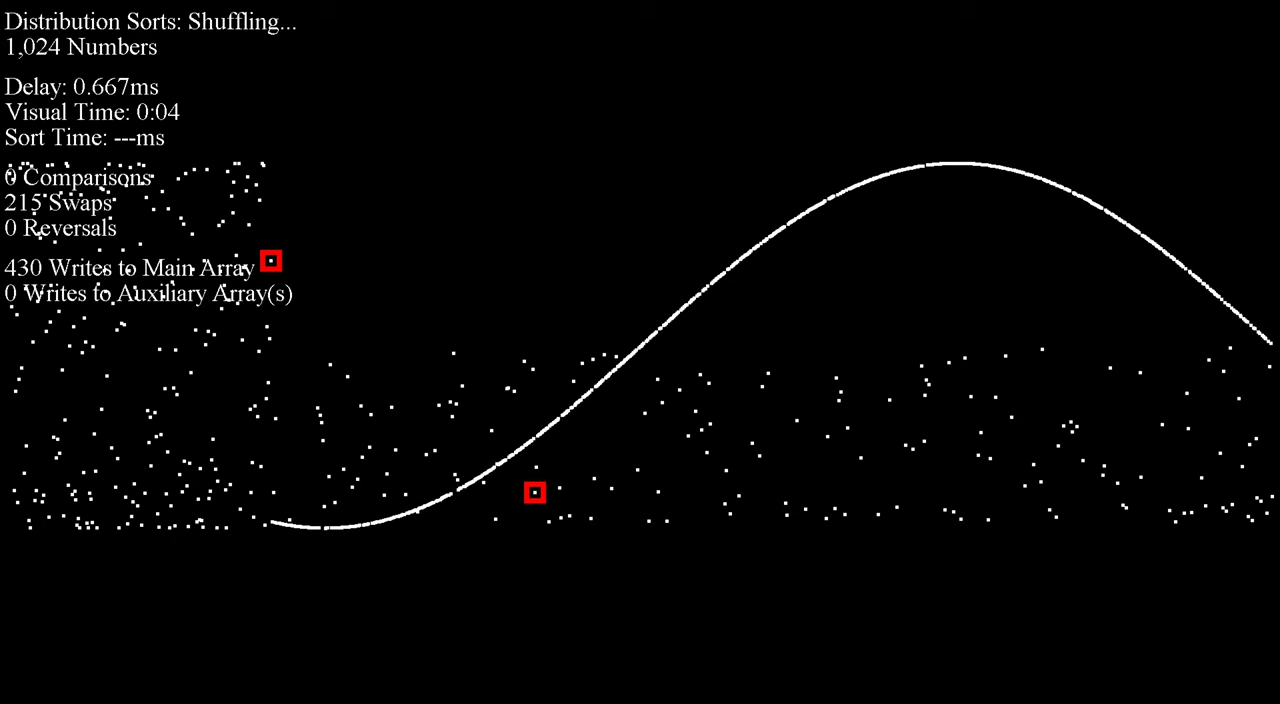 Distribution Sorts: Shuffling...
1,024 Numbers
Delay: 0.667ms
Visual Time: 0:04
Sort Time: ---ms
0 Comparisons
215 Swaps
0 Reversals
430 Writes to Main Array
0 Writes to Auxiliary Array(s)